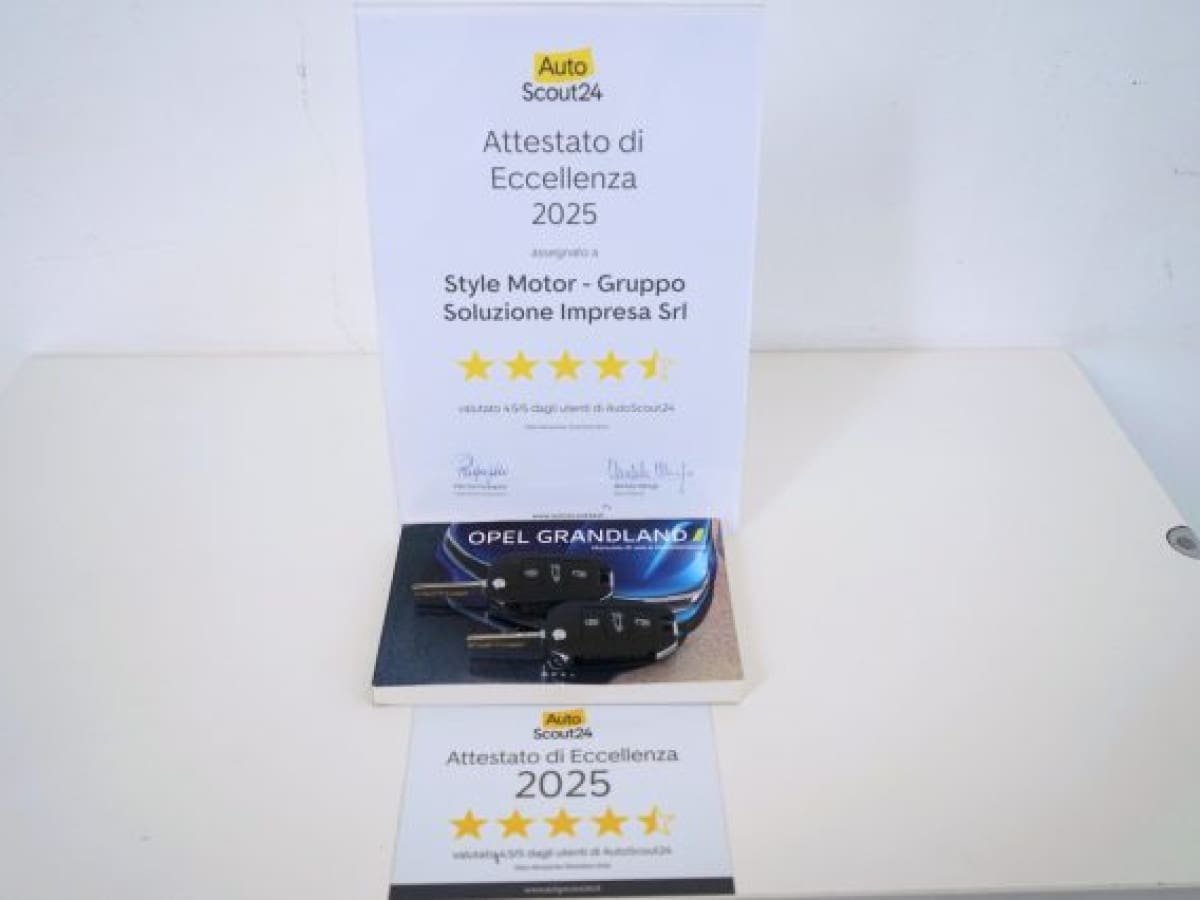 Auto
Scout24
Attestato di
Eccellenza
2025
assegnato a
Style Motor - Gruppo
Soluzione Impresa Srl
valutato 4.5/5 dagli utenti di AutoScout24
OPEL GRANDLAND
OPEL
Auto
Scout24
Attestato di Eccellenza
2025
valutato 4.5/5 dagli utenti di AutoScout24